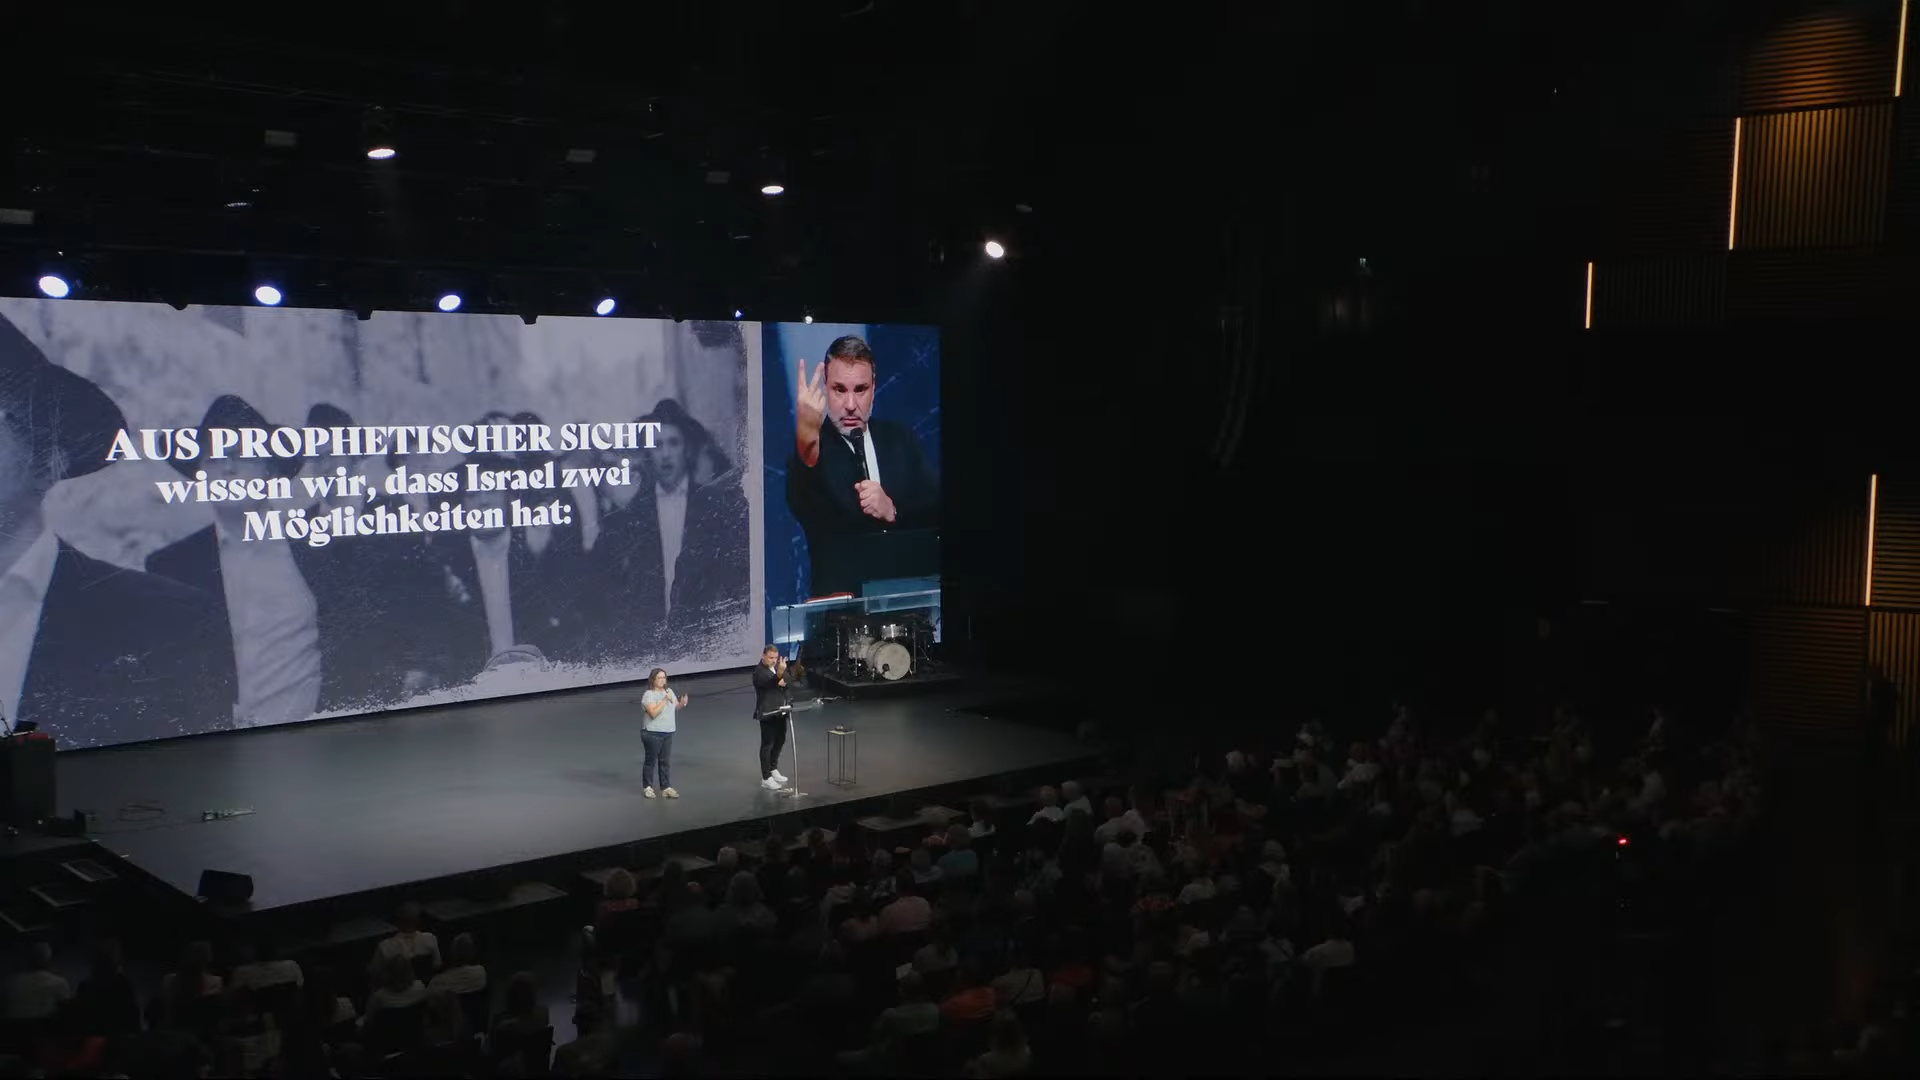 AUS PROPHETISCHER SICHT
wissen wir, dass Israel zwei
Möglichkeiten hat: